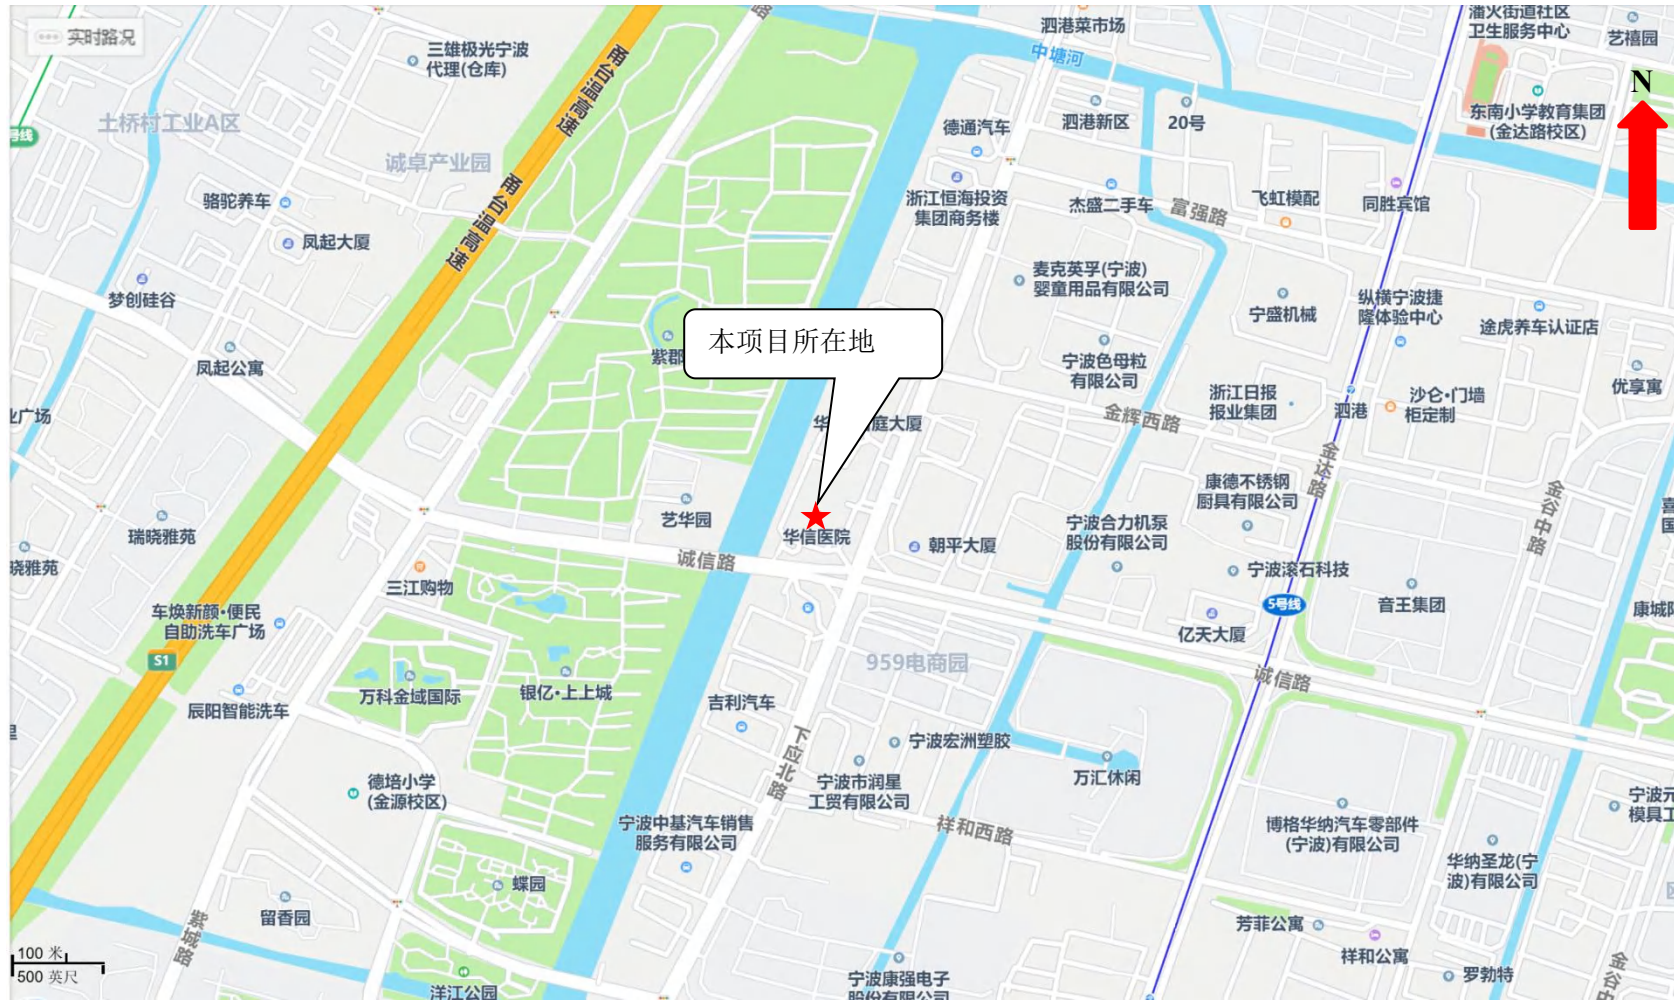 实时路况
号线
三雄极光宁波
代理(仓库)
甬台温高速
泗港菜市场
中塘河
潘火街道社区
卫生服务中心
艺禧园
N
东南小学教育集团
(金达路校区)
土桥村工业A区
诚卓产业园
德通汽车
泗港新区
20号
骆驼养车
凤起大厦
甬台温高速
浙江恒海投资
集团商务楼
杰盛二手车
富强路
飞虹模配
同胜宾馆
梦创硅谷
麦克英孚(宁波)
婴童用品有限公司
宁盛机械
纵横宁波捷
隆体验中心
途虎养车认证店
本项目所在地
紫郡
凤起公寓
宁波色母粒
有限公司
浙江日报
报业集团
泗港
沙仑·门墙
柜定制
优享寓
业广场
华
庭大厦
金辉西路
金达路
康德不锈钢
厨具有限公司
金谷中路
瑞晓雅苑
晓雅苑
艺华园
华信医院
诚信路
朝平大厦
宁波合力机泵
股份有限公司
宁波滚石科技
三江购物
5号线
音王集团
康城
车焕新颜·便民
自助洗车广场
亿天大厦
S1
959电商园
诚信路
万科金域国际
银亿·上上城
辰阳智能洗车
吉利汽车
下应北路
宁波宏洲塑胶
万汇休闲
德培小学
(金源校区)
宁波市润星
工贸有限公司
宁波中基汽车销售
服务有限公司
祥和西路
博格华纳汽车零部件
(宁波)有限公司
宁波元
模具工
华纳圣龙(宁
波)有限公司
蝶园
留香园
紫城路
芳菲公寓
祥和公寓
罗勃特
金谷中
100 米
500 英尺
洋江公园
宁波康强电子
股份有限公司